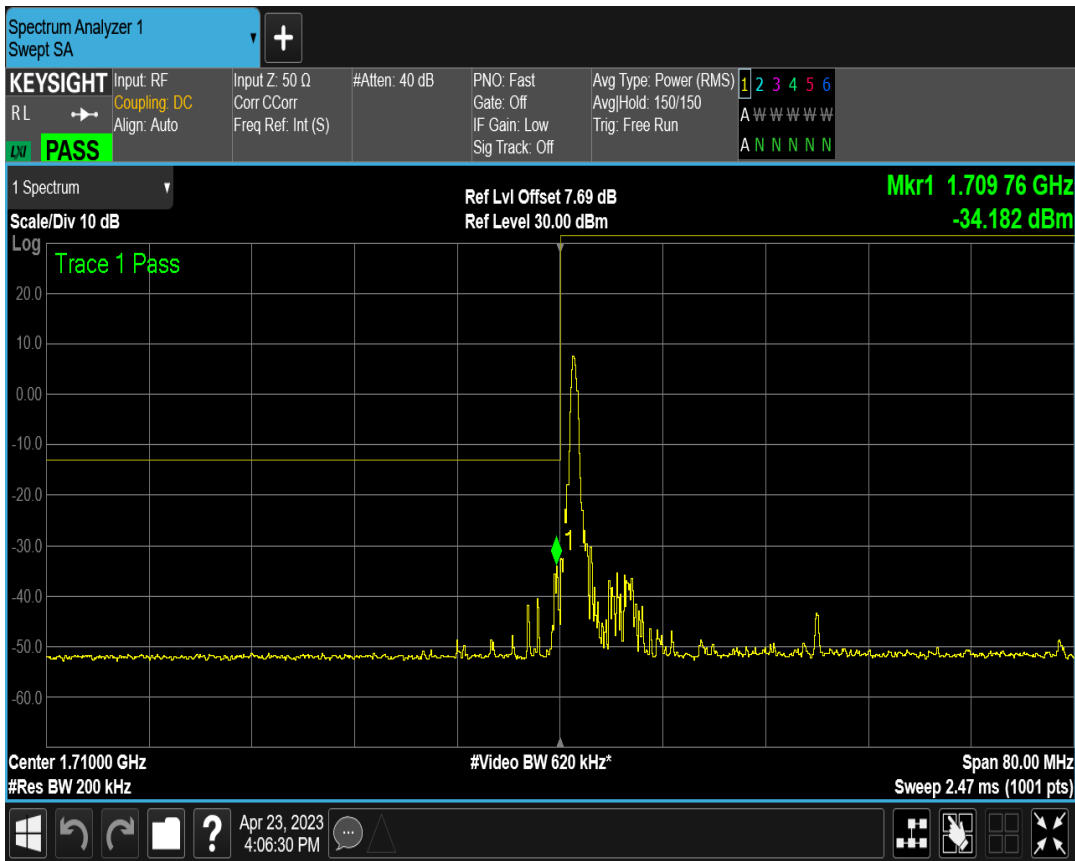 Spectrum Analyzer 1
Swept SA
+
KEYSIGHT
R L
LXI PASS
Input: RF
Coupling: DC
Align: Auto
Input Z: 50 Ω
Corr CCorr
Freq Ref: Int (S)
#Atten: 40 dB
PNO: Fast
Gate: Off
IF Gain: Low
Sig Track: Off
Avg Type: Power (RMS)
Avg|Hold: 150/150
Trig: Free Run
1 2 3 4 5 6
A W W W W W
A N N N N N
1 Spectrum
Scale/Div 10 dB
Ref Lvl Offset 7.69 dB
Ref Level 30.00 dBm
Mkr1 1.709 76 GHz
-34.182 dBm
Log
Trace 1 Pass
20.0
10.0
0.00
-10.0
-20.0
-30.0
-40.0
-50.0
-60.0
1
Center 1.71000 GHz
#Res BW 200 kHz
#Video BW 620 kHz*
Span 80.00 MHz
Sweep 2.47 ms (1001 pts)
?
Apr 23, 2023
4:06:30 PM